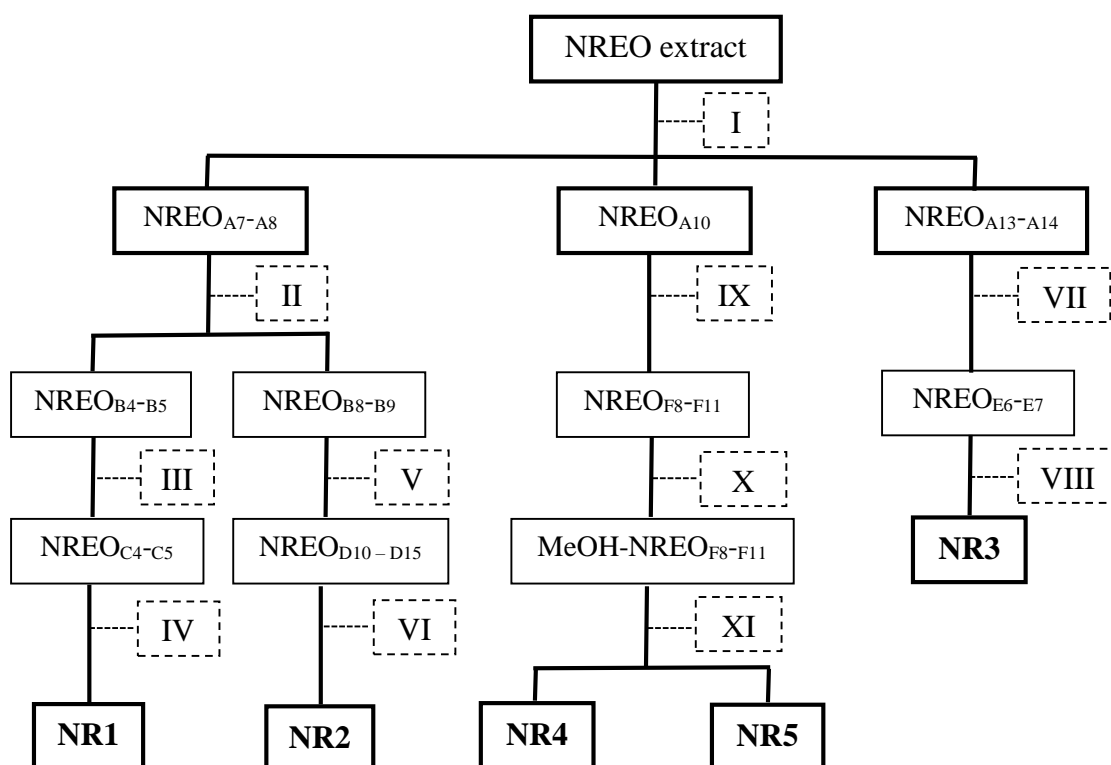 NREO extract
I
NREOA7-A8
NREOA10
NREOA13-A14
II
IX
VII
NREOB4-B5
NREOB8-B9
NREOF8-F11
NREOE6-E7
III
V
X
VIII
NREOC4-C5
NREOD10 – D15
MeOH-NREOF8-F11
NR3
IV
VI
XI
NR1
NR2
NR4
NR5